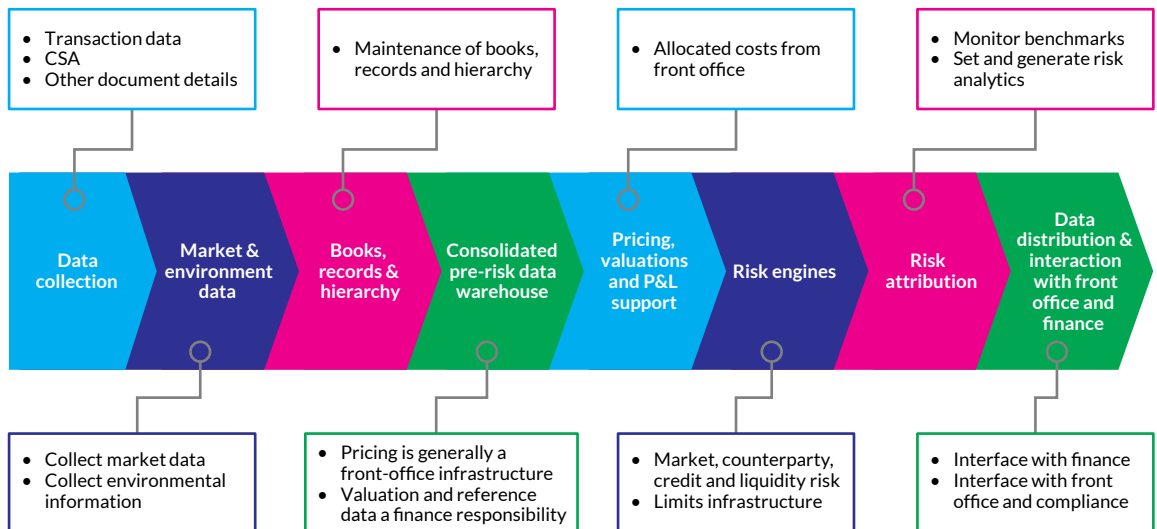 • Transaction data
• CSA
• Other document details
• Maintenance of books,
records and hierarchy
• Allocated costs from
front office
• Monitor benchmarks
• Set and generate risk
analytics
Data
collection
Market &
environment
data
Books,
records &
hierarchy
Consolidated
pre-risk data
warehouse
Pricing,
valuations
and P&L
support
Risk engines
Risk
attribution
Data
distribution &
interaction
with front
office and
finance
• Collect market data
• Collect environmental
information
• Pricing is generally a
front-office infrastructure
• Valuation and reference
data a finance responsibility
• Market, counterparty,
credit and liquidity risk
• Limits infrastructure
• Interface with finance
• Interface with front
office and compliance